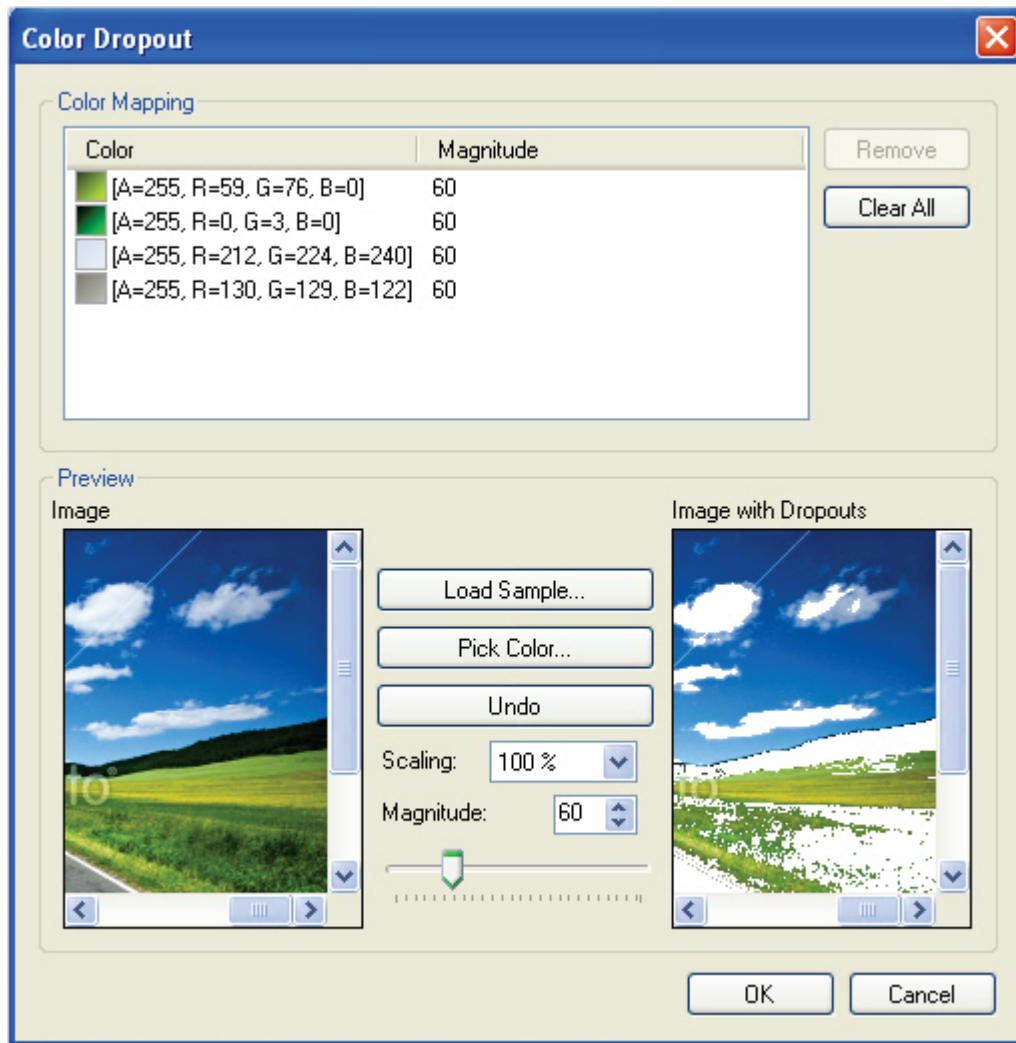 Color Dropout
Color Mapping
Color Magnitude
[A=255, R=59, G=76, B=0] 60
[A=255, R=0, G=3, B=0] 60
[A=255, R=212, G=224, B=240] 60
[A=255, R=130, G=129, B=122] 60
Remove
Clear All
Preview
Image
to
Load Sample...
Pick Color...
Undo
Scaling: 100 %
Magnitude: 60
Image with Dropouts
to
OK
Cancel